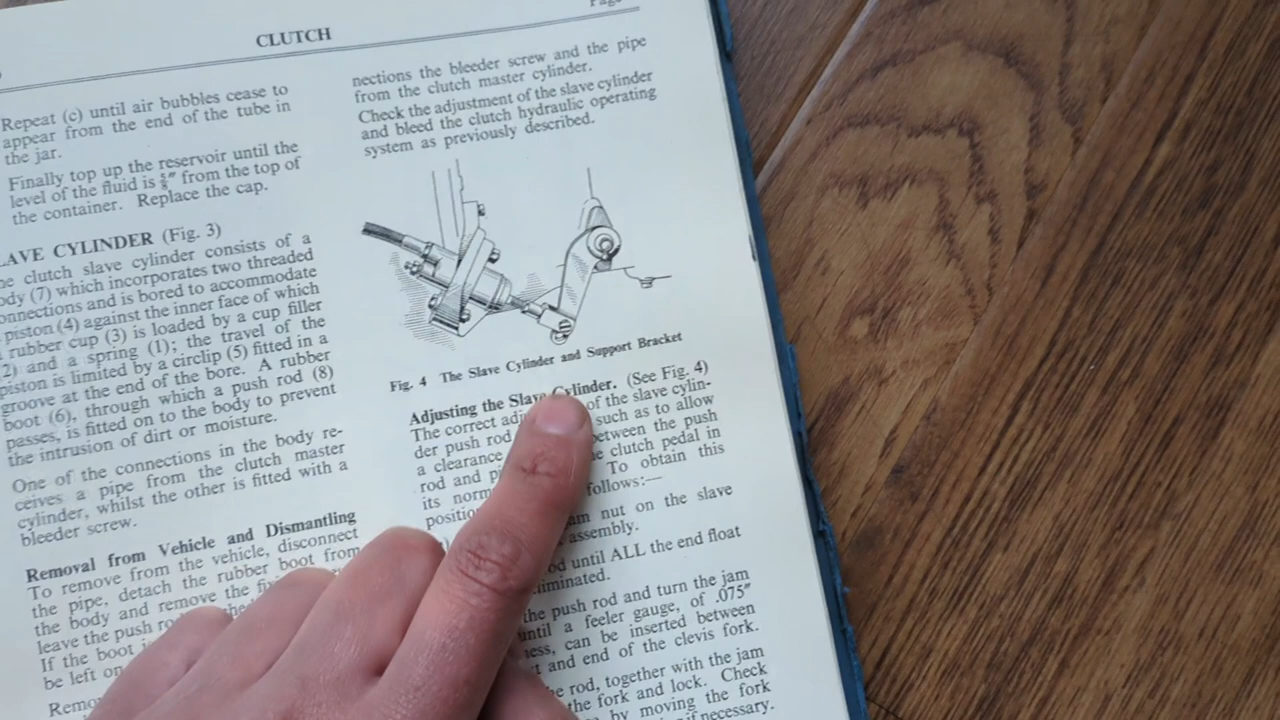 CLUTCH
Page
Repeat (c) until air bubbles cease to
appear from the end of the tube in
the jar.
Finally top up the reservoir until the
level of the fluid is ⅝″ from the top of
the container. Replace the cap.
LAVE CYLINDER (Fig. 3)
he clutch slave cylinder consists of a
ody (7) which incorporates two threaded
onnections and is bored to accommodate
piston (4) against the inner face of which
rubber cup (3) is loaded by a cup filler
2) and a spring (1); the travel of the
piston is limited by a circlip (5) fitted in a
groove at the end of the bore. A rubber
boot (6), through which a push rod (8)
passes, is fitted on to the body to prevent
the intrusion of dirt or moisture.
One of the connections in the body re-
ceives a pipe from the clutch master
cylinder, whilst the other is fitted with a
bleeder screw.
Removal from Vehicle and Dismantling
To remove from the vehicle, disconnect
the pipe, detach the rubber boot from
the body and remove the
leave the push
If the boot
be left on
nections the bleeder screw and the pipe
from the clutch master cylinder.
Check the adjustment of the slave cylinder
and bleed the clutch hydraulic operating
system as previously described.
Fig. 4 The Slave Cylinder and Support Bracket
Adjusting the Slave Cylinder. (See Fig. 4)
The correct of the slave cylin-
der push rod such as to allow
a clearance between the push
rod and clutch pedal in
its To obtain this
follows:—
nut on the slave
assembly.
until ALL the end float
the push rod and turn the jam
until a feeler gauge, of .075″
can be inserted between
and end of the clevis fork.
rod, together with the jam
the fork and lock. Check
by moving the fork
if necessary.